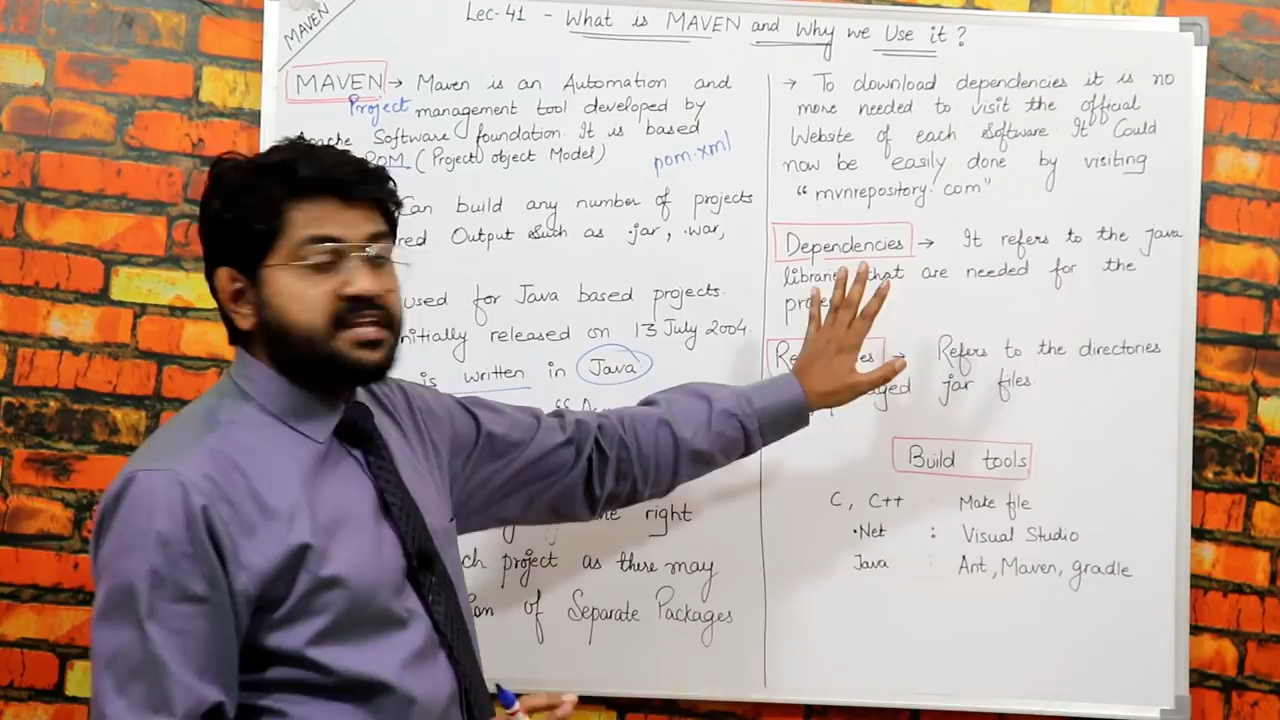 MAVEN
Lec-41 - What is MAVEN and Why we Use it?
MAVEN → Maven is an Automation and
Project management tool developed by
Apache Software foundation. It is based
POM (Project object Model)
pom.xml
Can build any number of projects
Output Such as .jar, .war,
used for Java based projects.
initially released on 13 July 2004.
is written in Java
the right
project as there may
of Separate Packages
→ To download dependencies it is no
more needed to visit the official
Website of each Software. It Could
now be easily done by visiting
"mvnrepository.com"
Dependencies → It refers to the java
libraries that are needed for the
→ Refers to the directories
jar files.
Build tools
C, C++ : Make file
.Net : Visual Studio
Java : Ant, Maven, gradle